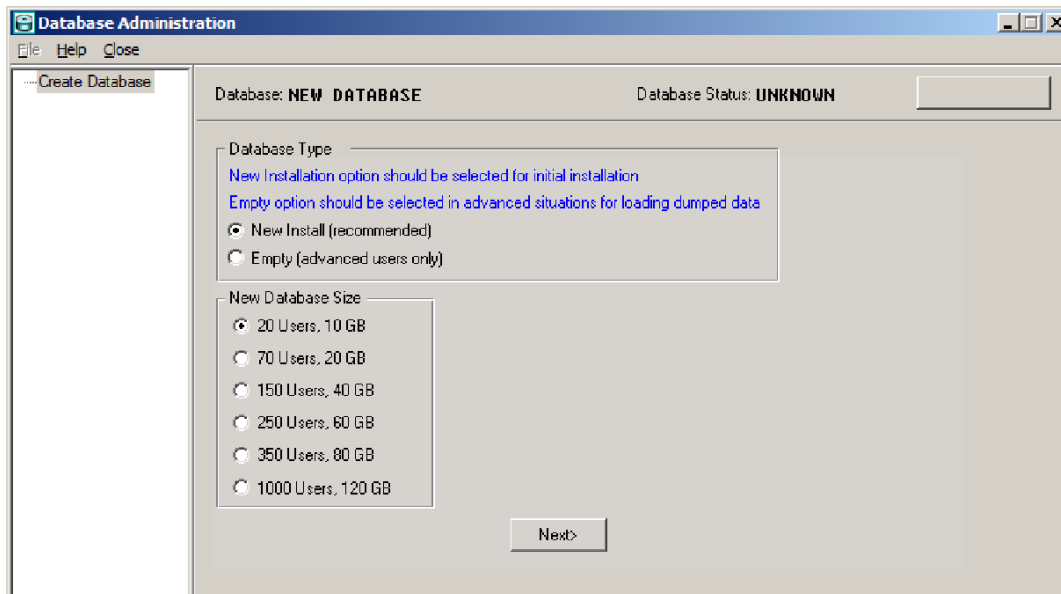 Database Administration
File Help Close
Create Database
Database: NEW DATABASE Database Status: UNKNOWN
Database Type
New Installation option should be selected for initial installation
Empty option should be selected in advanced situations for loading dumped data
New Install (recommended)
Empty (advanced users only)
New Database Size
20 Users, 10 GB
70 Users, 20 GB
150 Users, 40 GB
250 Users, 60 GB
350 Users, 80 GB
1000 Users, 120 GB
Next>